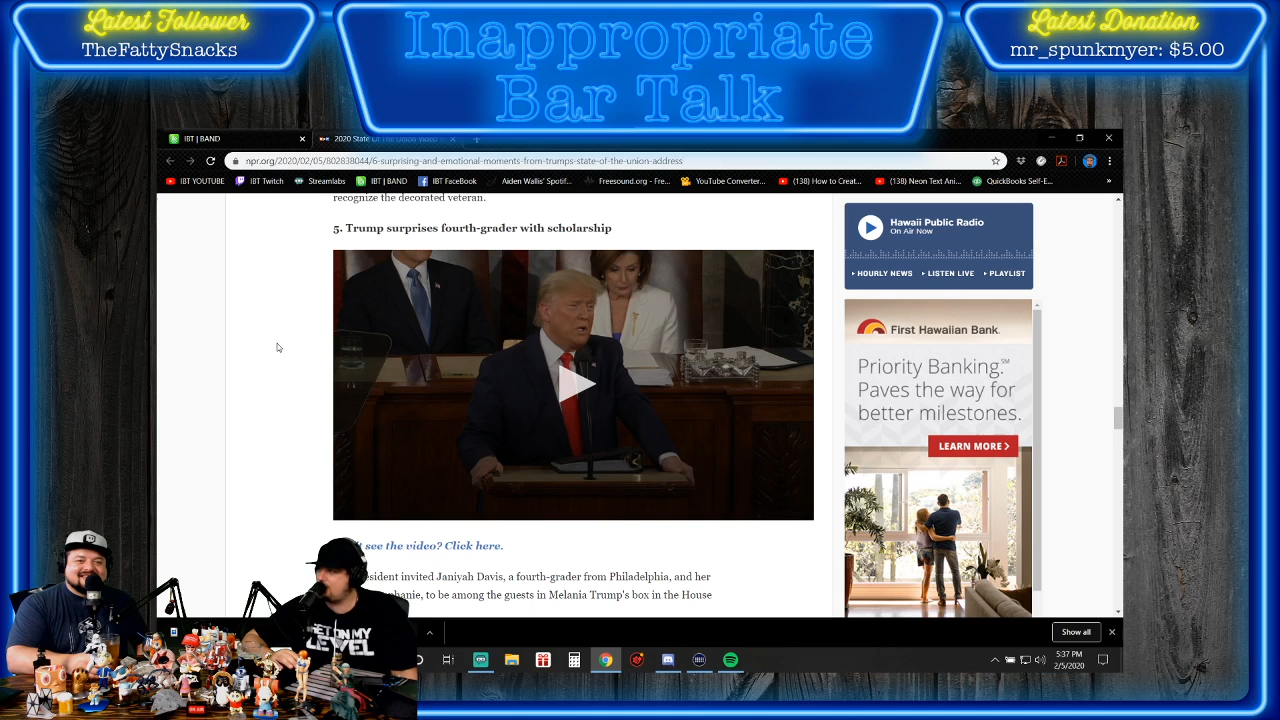 Latest Follower
TheFattySnacks
Inappropriate
Bar Talk
Latest Donation
mr_spunkmyer: $5.00
IBT | BAND
2020 State Of The Union Video
npr.org/2020/02/05/802838044/6-surprising-and-emotional-moments-from-trumps-state-of-the-union-address
IBT YOUTUBE IBT Twitch Streamlabs IBT | BAND IBT FaceBook Aiden Wallis' Spotif... Freesound.org - Fre... YouTube Converter... (138) How to Creat... (138) Neon Text Ani... QuickBooks Self-E... »
recognize the decorated veteran.
5. Trump surprises fourth-grader with scholarship
Hawaii Public Radio
On Air Now
HOURLY NEWS LISTEN LIVE PLAYLIST
First Hawaiian Bank
Priority Banking.℠
Paves the way for
better milestones.
LEARN MORE >
see the video? Click here.
invited Janiyah Davis, a fourth-grader from Philadelphia, and her
to be among the guests in Melania Trump's box in the House
Show all
5:37 PM
2/5/2020
ON AIR